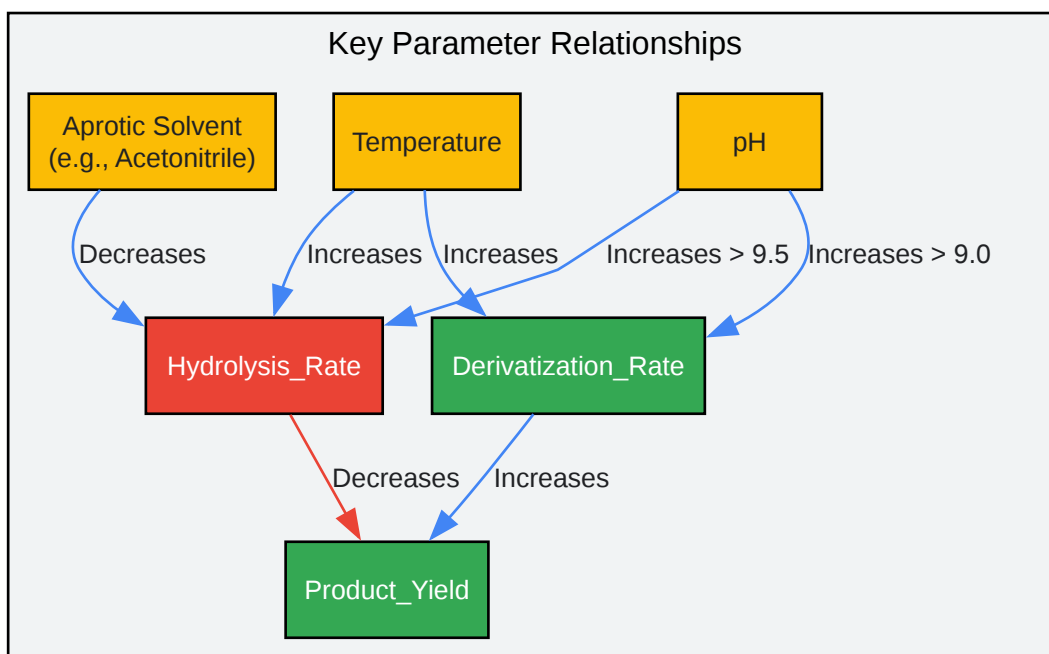 Key Parameter Relationships
Aprotic Solvent
(e.g., Acetonitrile)
Temperature
pH
Decreases
Increases
Increases
Increases > 9.5
Increases > 9.0
Hydrolysis_Rate
Derivatization_Rate
Decreases
Increases
Product_Yield